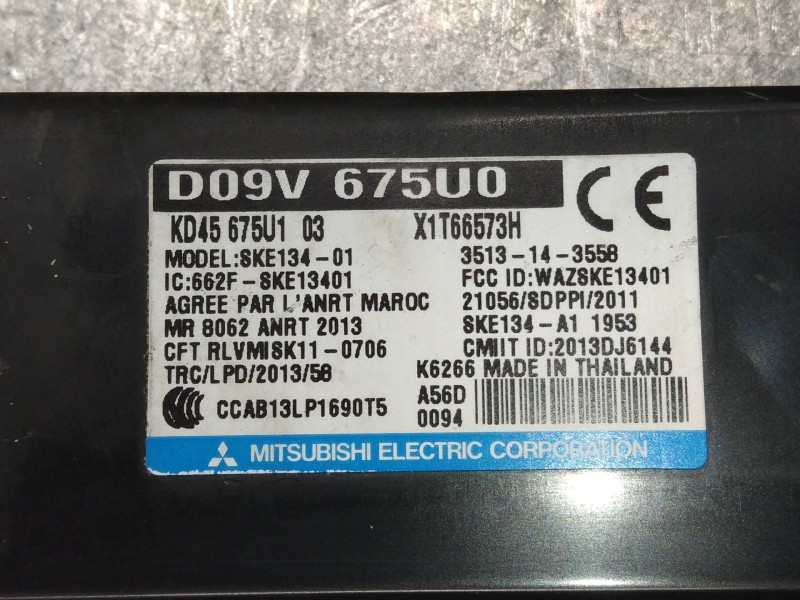 D09V 675U0
CE
KD45 675U1 03 X1T66573H
MODEL:SKE134-01 3513-14-3558
IC:662F-SKE13401 FCC ID:WAZSKE13401
AGREE PAR L'ANRT MAROC 21056/SDPPI/2011
MR 8062 ANRT 2013 SKE134-A1 1953
CFT RLVMISK11-0706 CMIIT ID:2013DJ6144
TRC/LPD/2013/58 K6266 MADE IN THAILAND
CCC CCAB13LP1690T5 A56D
0094
MITSUBISHI ELECTRIC CORPORATION